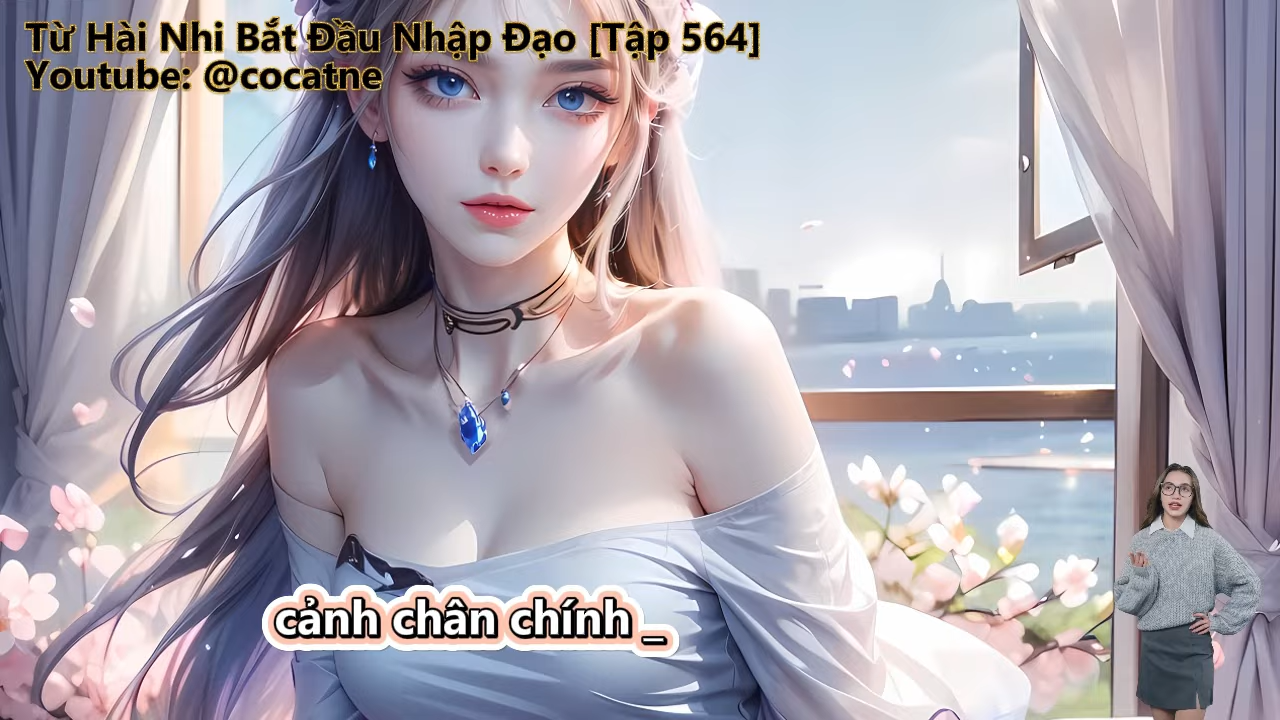 Từ Hài Nhi Bắt Đầu Nhập Đạo [Tập 564]
Youtube: @cocatne
cảnh chân chính _